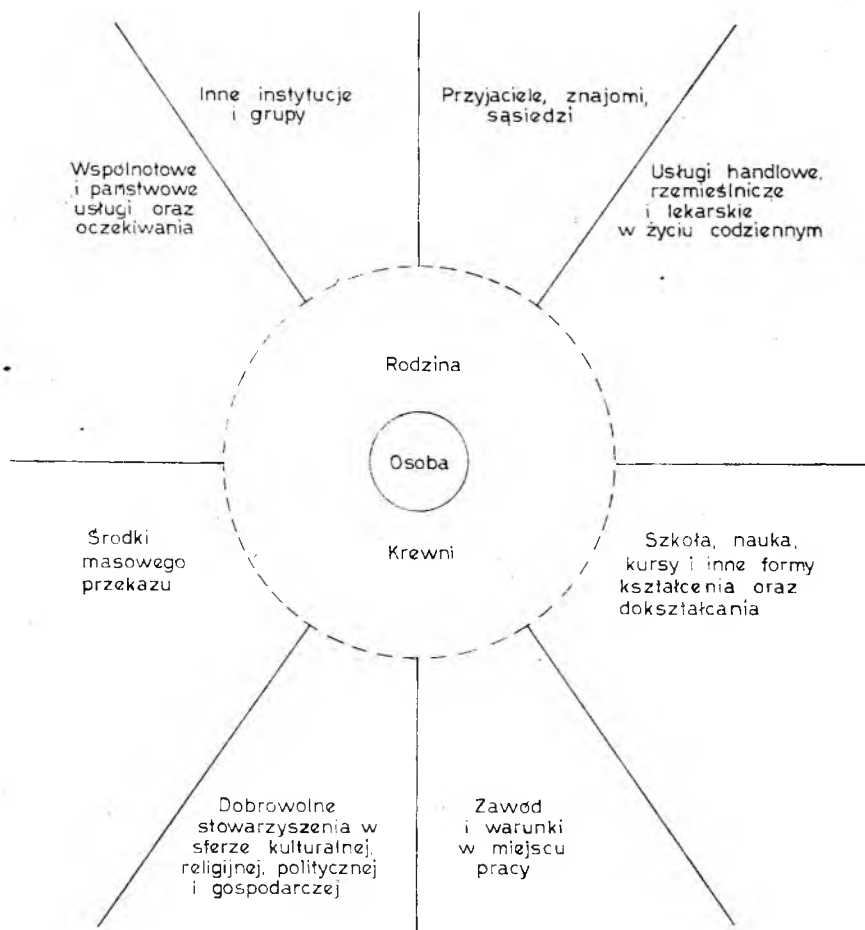 Inne instytucje
i grupy
Przyjaciele, znajomi,
sąsiedzi
Wspólnotowe
i państwowe
usługi oraz
oczekiwania
Usługi handlowe,
rzemieślnicze
i lekarskie
w życiu codziennym
Rodzina
Osoba
Krewni
Środki
masowego
przekazu
Szkoła, nauka,
kursy i inne formy
kształcenia oraz
dokształcania
Dobrowolne
stowarzyszenia w
sferze kulturalnej,
religijnej, politycznej
i gospodarczej
Zawód
i warunki
w miejscu
pracy